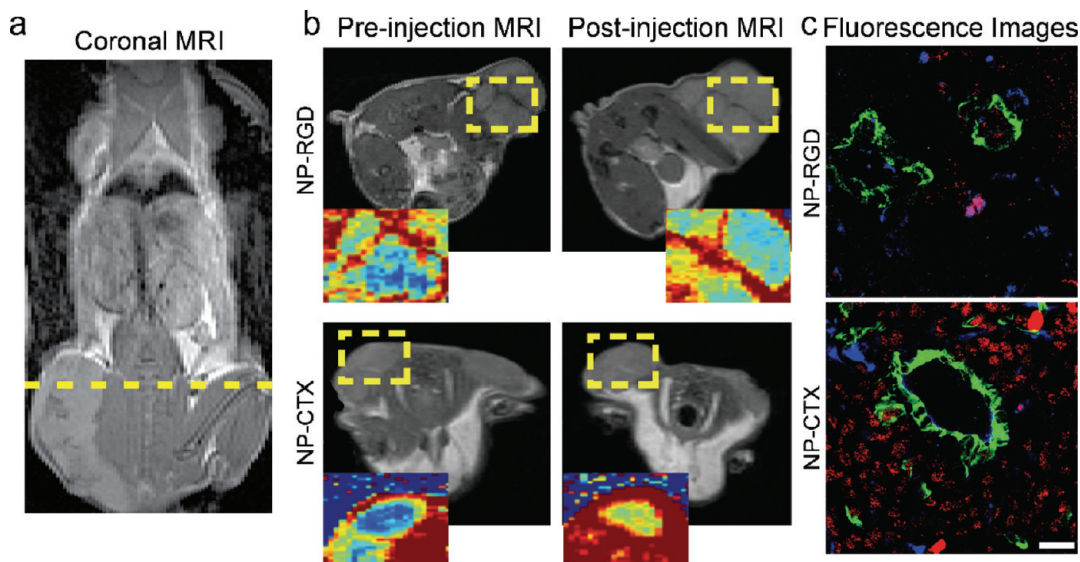 a
Coronal MRI
b
Pre-injection MRI
Post-injection MRI
c
Fluorescence Images
NP-RGD
NP-RGD
NP-CTX
NP-CTX